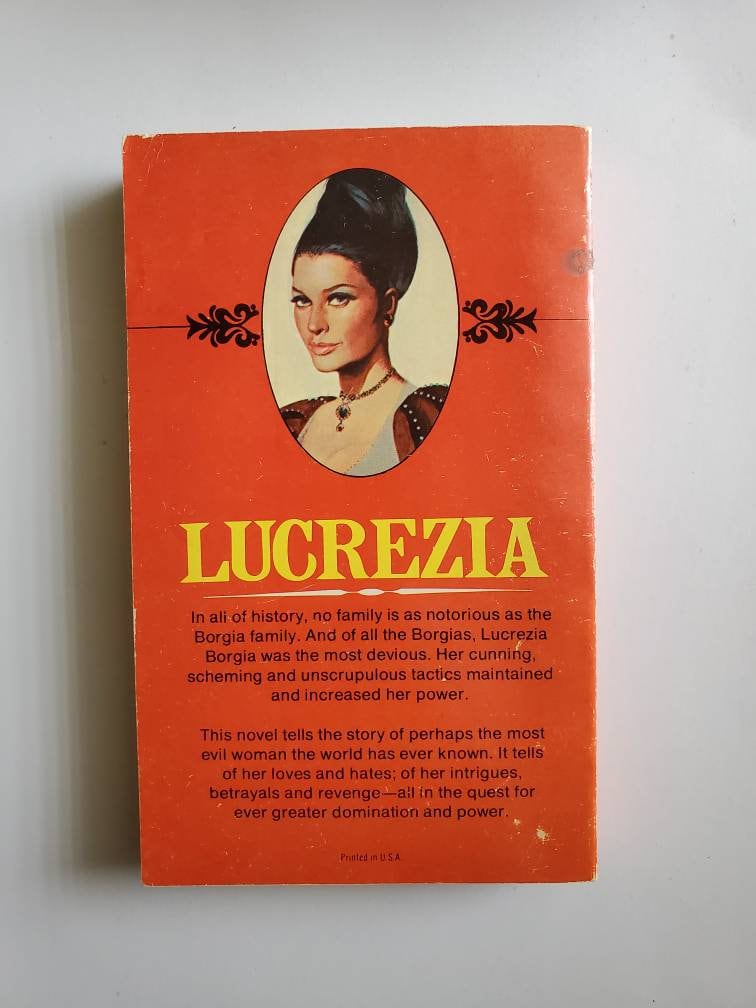 LUCREZIA
In all of history, no family is as notorious as the
Borgia family. And of all the Borgias, Lucrezia
Borgia was the most devious. Her cunning,
scheming and unscrupulous tactics maintained
and increased her power.
This novel tells the story of perhaps the most
evil woman the world has ever known. It tells
of her loves and hates; of her intrigues,
betrayals and revenge—all in the quest for
ever greater domination and power.
Printed in U.S.A.